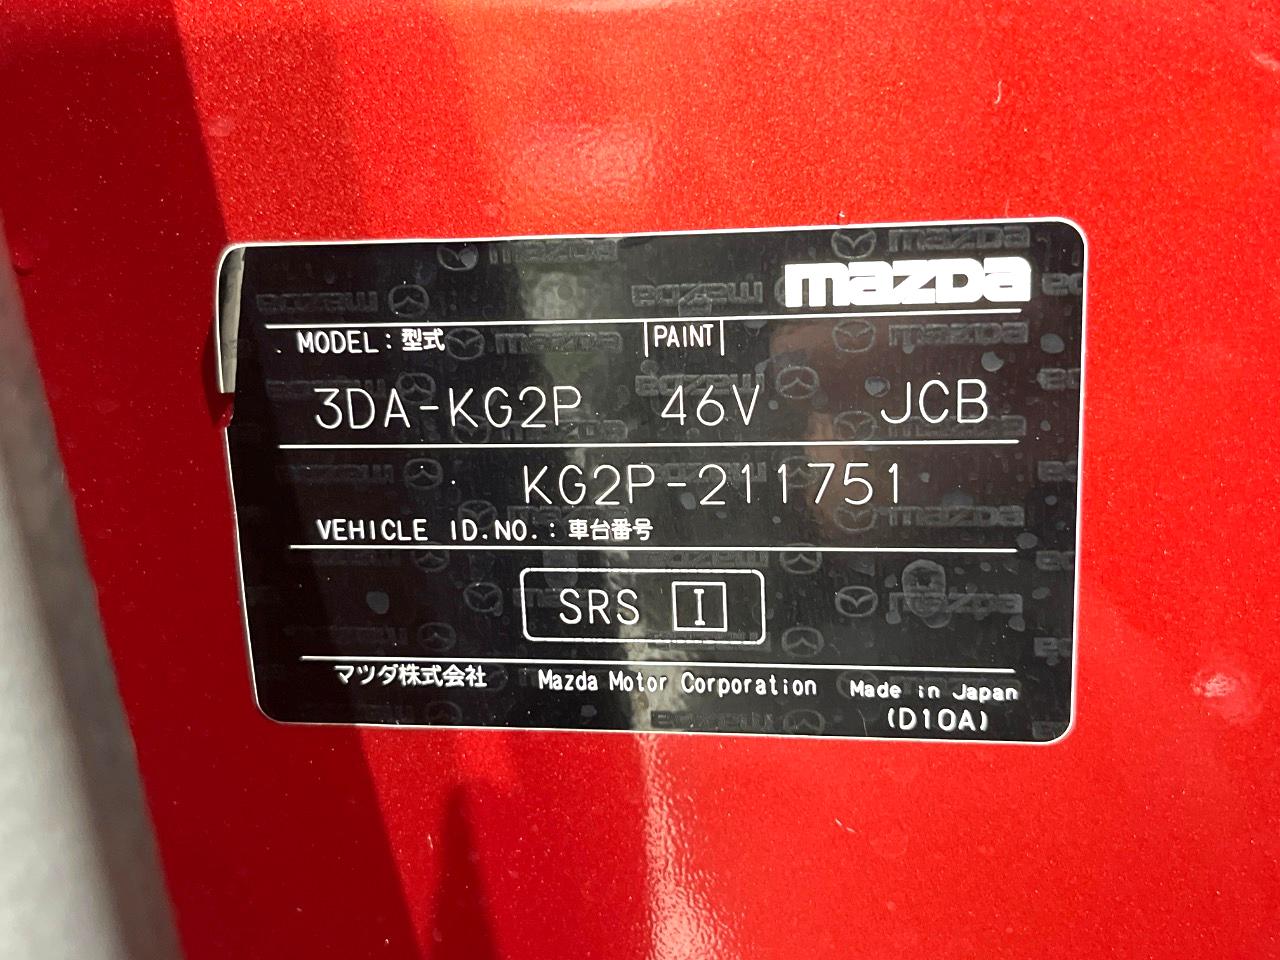 mazda
MODEL：型式 PAINT
3DA-KG2P 46V JCB
KG2P-211751
VEHICLE ID.NO.：車台番号
SRS I
マツダ株式会社 Mazda Motor Corporation Made in Japan
(D10A)